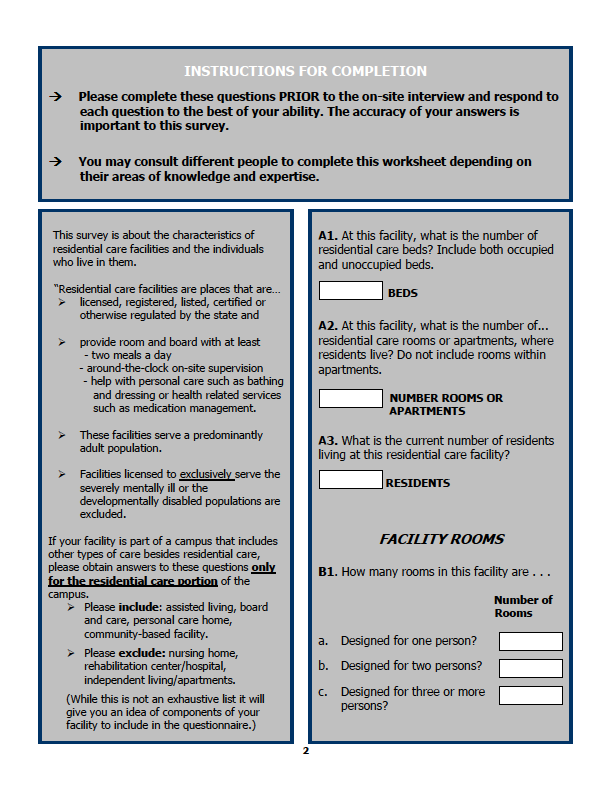 INSTRUCTIONS FOR COMPLETION
→ Please complete these questions PRIOR to the on-site interview and respond to
each question to the best of your ability. The accuracy of your answers is
important to this survey.
→ You may consult different people to complete this worksheet depending on
their areas of knowledge and expertise.
This survey is about the characteristics of
residential care facilities and the individuals
who live in them.
“Residential care facilities are places that are…
➢ licensed, registered, listed, certified or
otherwise regulated by the state and
➢ provide room and board with at least
- two meals a day
- around-the-clock on-site supervision
- help with personal care such as bathing
and dressing or health related services
such as medication management.
➢ These facilities serve a predominantly
adult population.
➢ Facilities licensed to exclusively serve the
severely mentally ill or the
developmentally disabled populations are
excluded.
If your facility is part of a campus that includes
other types of care besides residential care,
please obtain answers to these questions only
for the residential care portion of the
campus.
➢ Please include: assisted living, board
and care, personal care home,
community-based facility.
➢ Please exclude: nursing home,
rehabilitation center/hospital,
independent living/apartments.
(While this is not an exhaustive list it will
give you an idea of components of your
facility to include in the questionnaire.)
A1. At this facility, what is the number of
residential care beds? Include both occupied
and unoccupied beds.
BEDS
A2. At this facility, what is the number of...
residential care rooms or apartments, where
residents live? Do not include rooms within
apartments.
NUMBER ROOMS OR
APARTMENTS
A3. What is the current number of residents
living at this residential care facility?
RESIDENTS
FACILITY ROOMS
B1. How many rooms in this facility are . . .
Number of
Rooms
a. Designed for one person?
b. Designed for two persons?
c. Designed for three or more
persons?
2